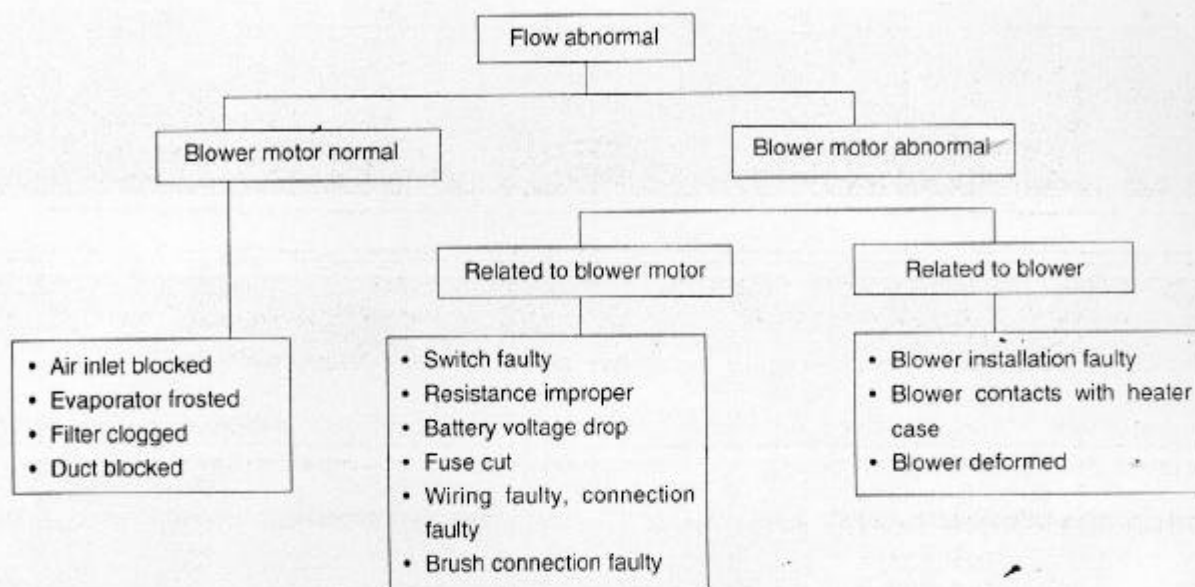 Flow abnormal
Blower motor normal
Blower motor abnormal
Related to blower motor
Related to blower
• Air inlet blocked
• Evaporator frosted
• Filter clogged
• Duct blocked
• Switch faulty
• Resistance improper
• Battery voltage drop
• Fuse cut
• Wiring faulty, connection
faulty
• Brush connection faulty
• Blower installation faulty
• Blower contacts with heater
case
• Blower deformed